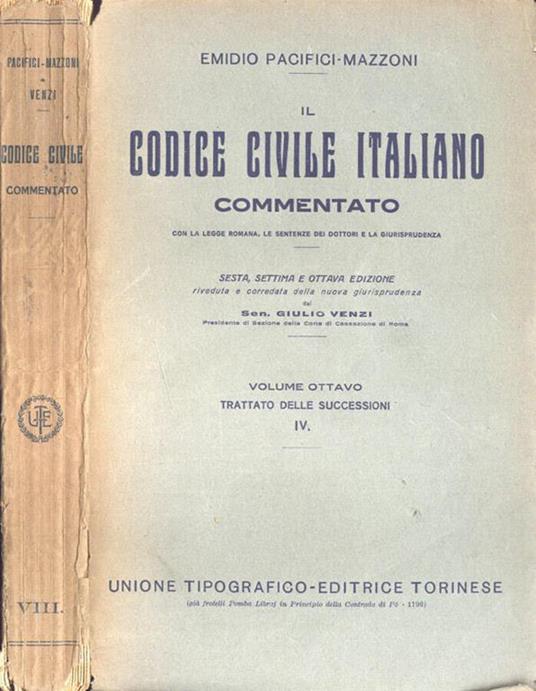 PACIFICI-MAZZONI
VENZI
CODICE CIVILE
COMMENTATO
UTET
VIII.
EMIDIO PACIFICI-MAZZONI
IL
CODICE CIVILE ITALIANO
COMMENTATO
CON LA LEGGE ROMANA, LE SENTENZE DEI DOTTORI E LA GIURISPRUDENZA
SESTA, SETTIMA E OTTAVA EDIZIONE
riveduta e corredata della nuova giurisprudenza
dal
Sen. GIULIO VENZI
Presidente di Sezione della Corte di Cassazione di Roma
VOLUME OTTAVO
TRATTATO DELLE SUCCESSIONI
IV.
UNIONE TIPOGRAFICO-EDITRICE TORINESE
(già fratelli Pomba Libraj in Principio della Contrada di Pò - 1796)